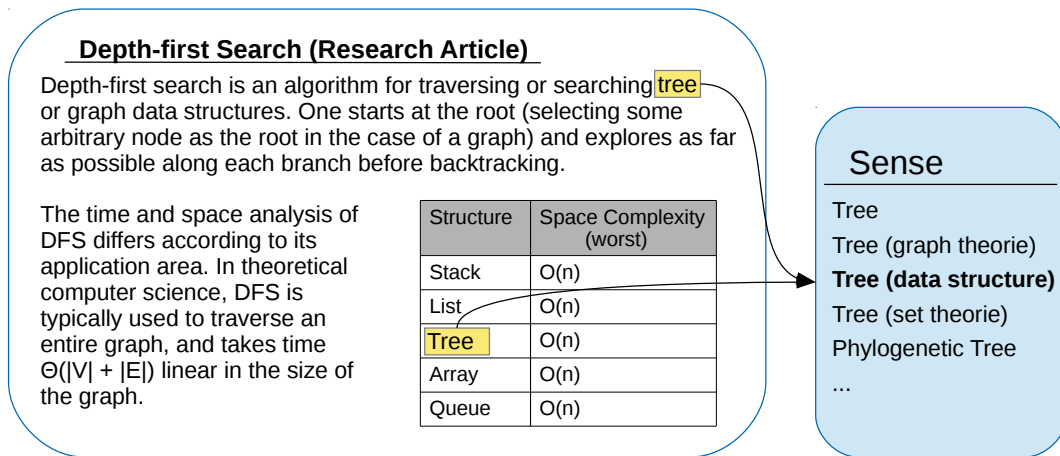 Depth-first Search (Research Article)
Depth-first search is an algorithm for traversing or searching tree
or graph data structures. One starts at the root (selecting some
arbitrary node as the root in the case of a graph) and explores as far
as possible along each branch before backtracking.
The time and space analysis of
DFS differs according to its
application area. In theoretical
computer science, DFS is
typically used to traverse an
entire graph, and takes time
Θ(|V| + |E|) linear in the size of
the graph.
Structure Space Complexity
(worst)
Stack O(n)
List O(n)
Tree O(n)
Array O(n)
Queue O(n)
Sense
Tree
Tree (graph theorie)
Tree (data structure)
Tree (set theorie)
Phylogenetic Tree
...